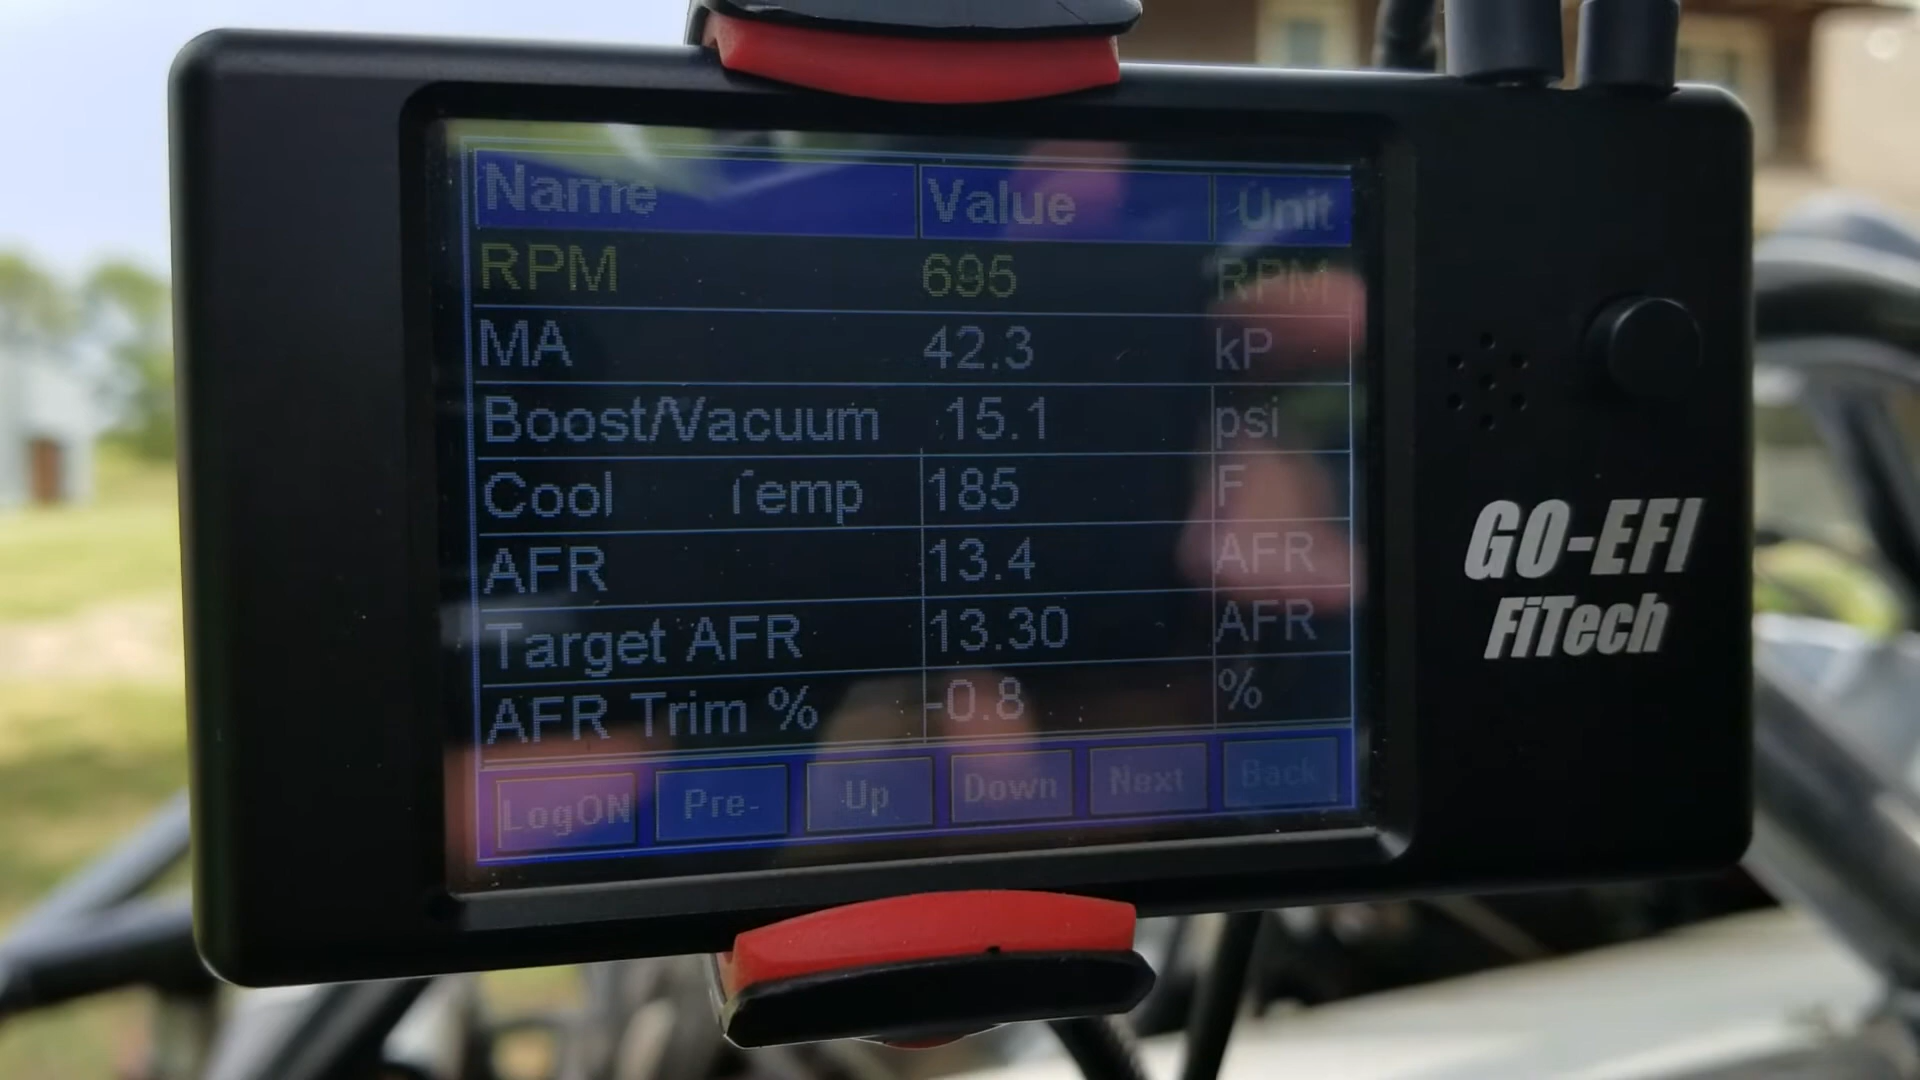 Name Value Unit
RPM 695 RPM
MA 42.3 kP
Boost/Vacuum 15.1 psi
Cool Temp 185 F
AFR 13.4 AFR
Target AFR 13.30 AFR
AFR Trim % -0.8 %
LogON Pre- Up Down Next Back
GO-EFI
FiTech